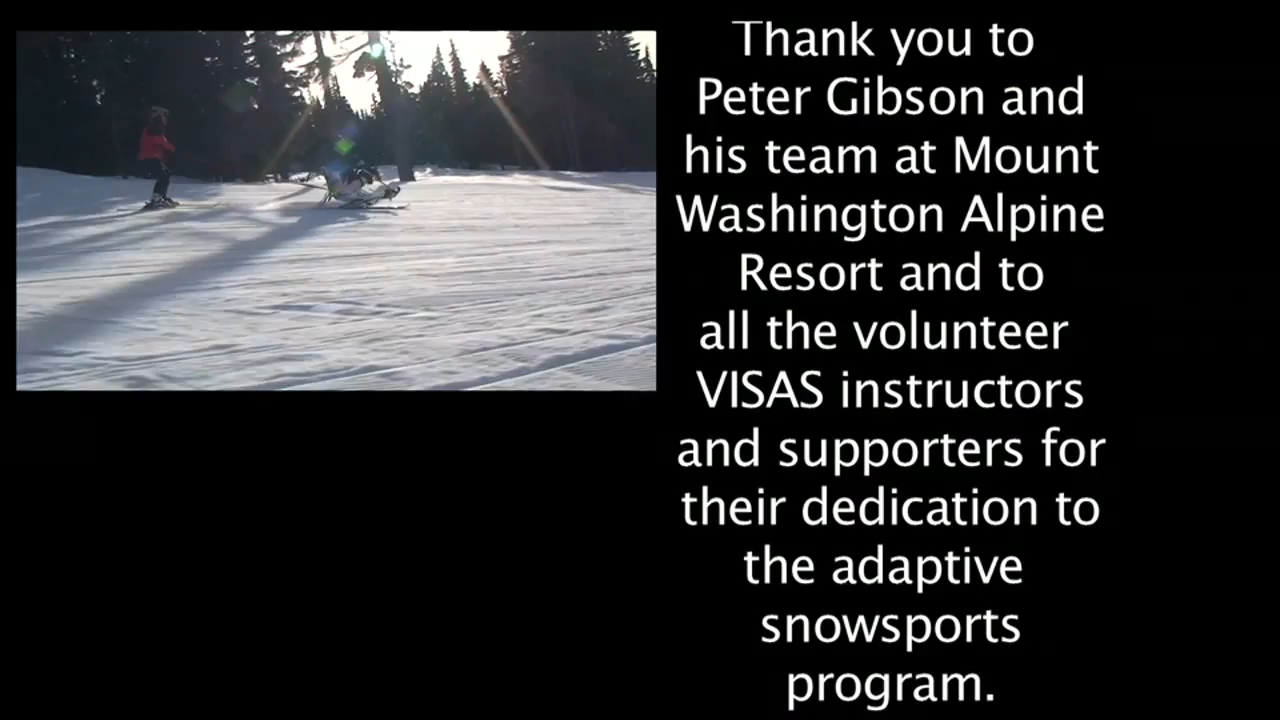 Thank you to
Peter Gibson and
his team at Mount
Washington Alpine
Resort and to
all the volunteer
VISAS instructors
and supporters for
their dedication to
the adaptive
snowsports
program.